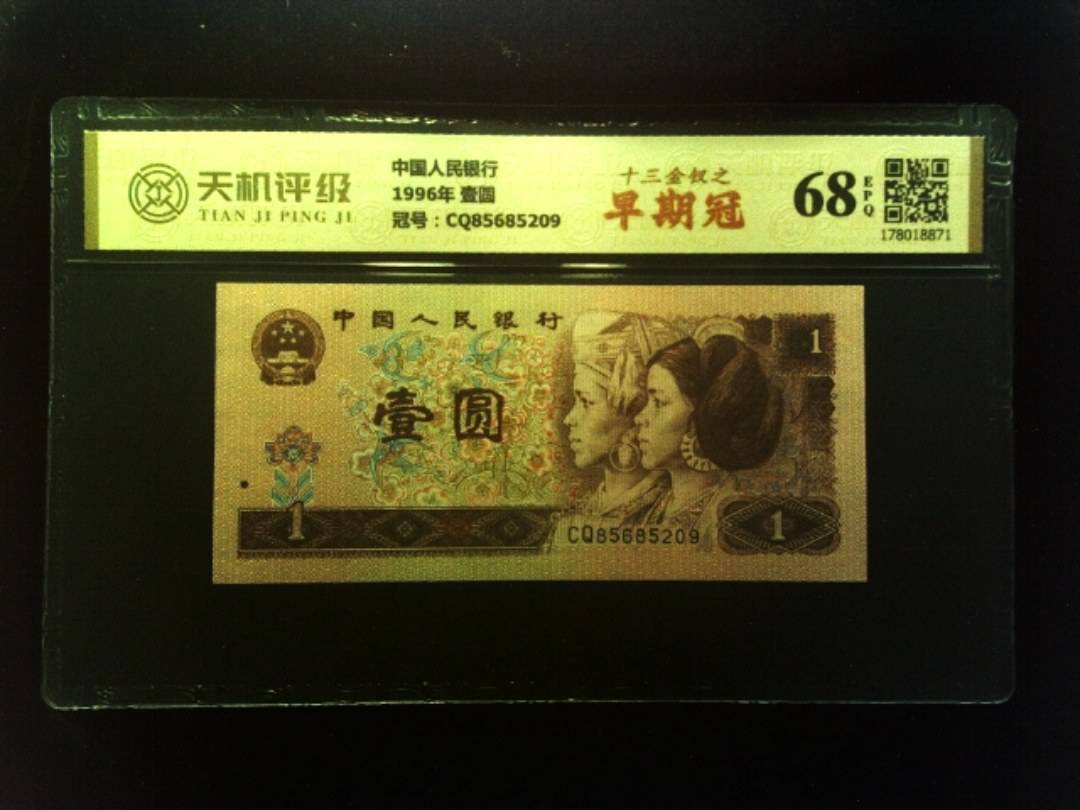 天机评级
TIAN JI PING JI
中国人民银行
1996年 壹圆
冠号：CQ85685209
十三金钗之
早期冠
68
EPQ
178018871
中国人民银行
1
壹圆
1
CQ85685209
1